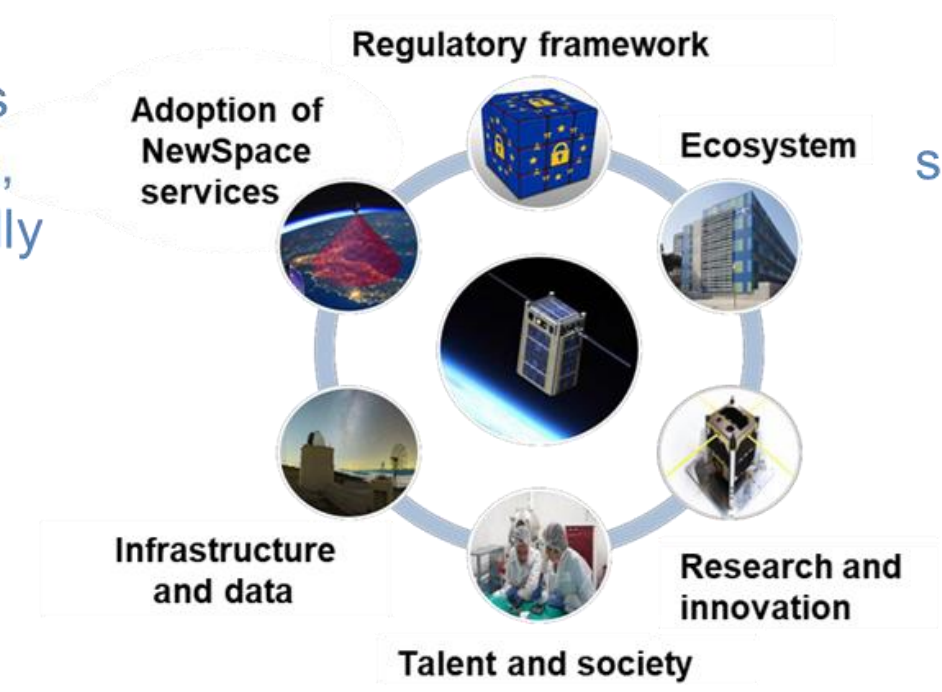 Regulatory framework
Adoption of
NewSpace
services
Ecosystem
Infrastructure
and data
Research and
innovation
Talent and society